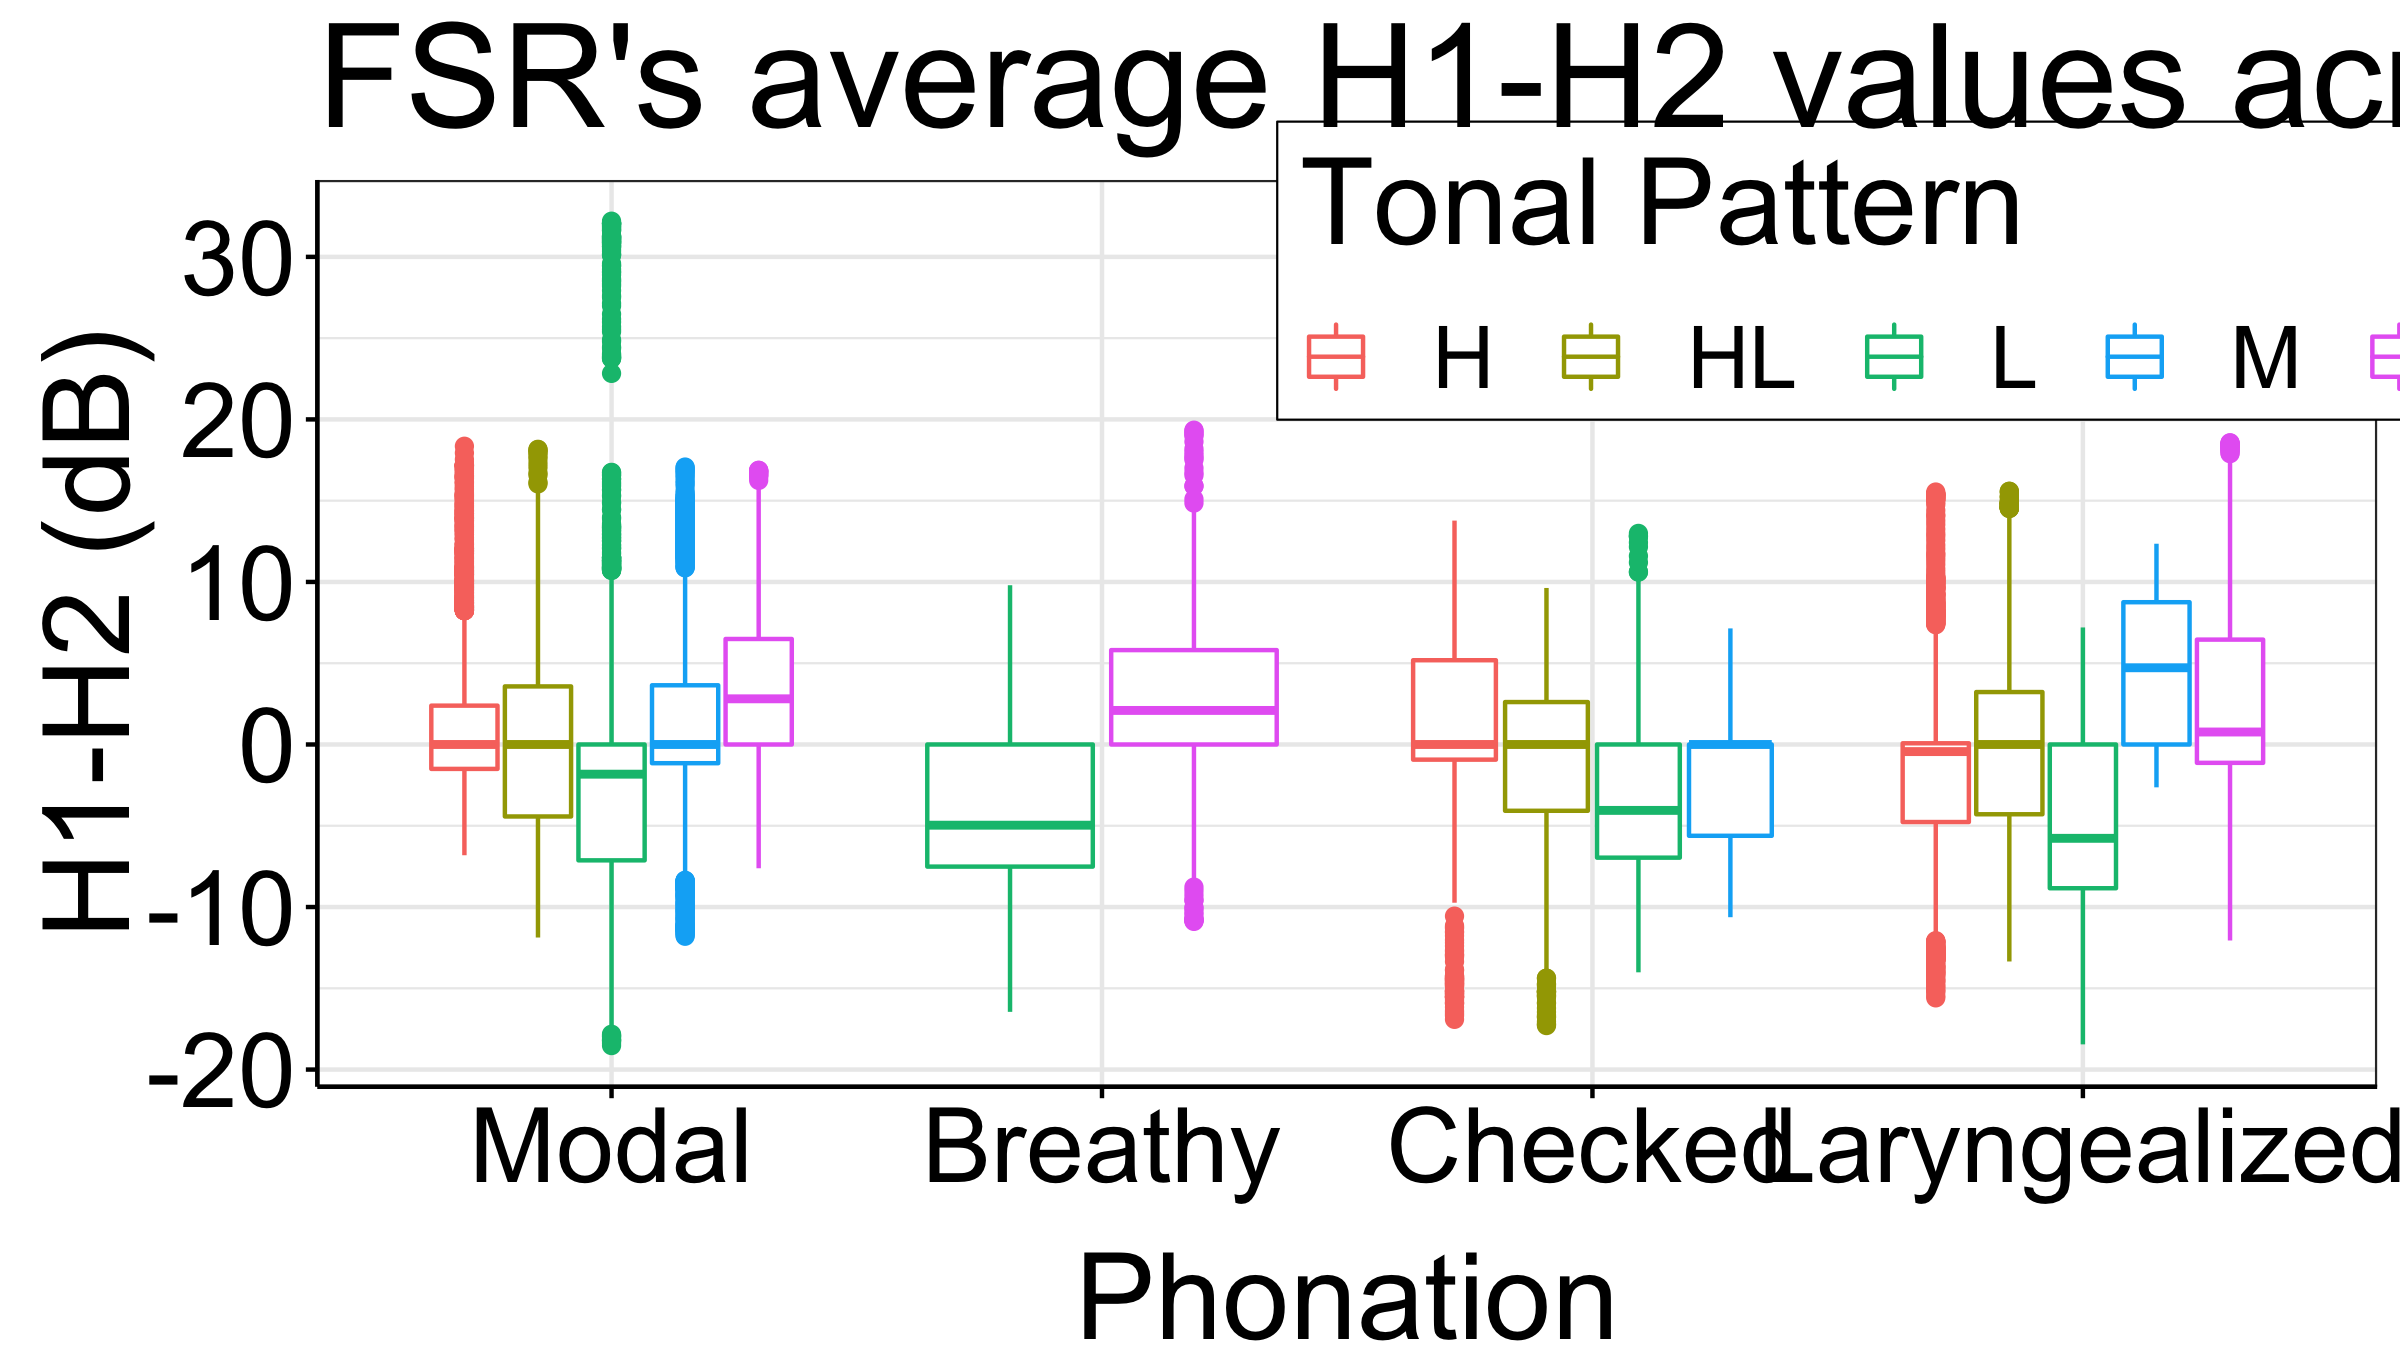 FSR's average H1-H2 values
Tonal Pattern
H HL L M
30
20
10
0
-10
-20
H1-H2 (dB)
Modal Breathy Checked Laryngealized
Phonation